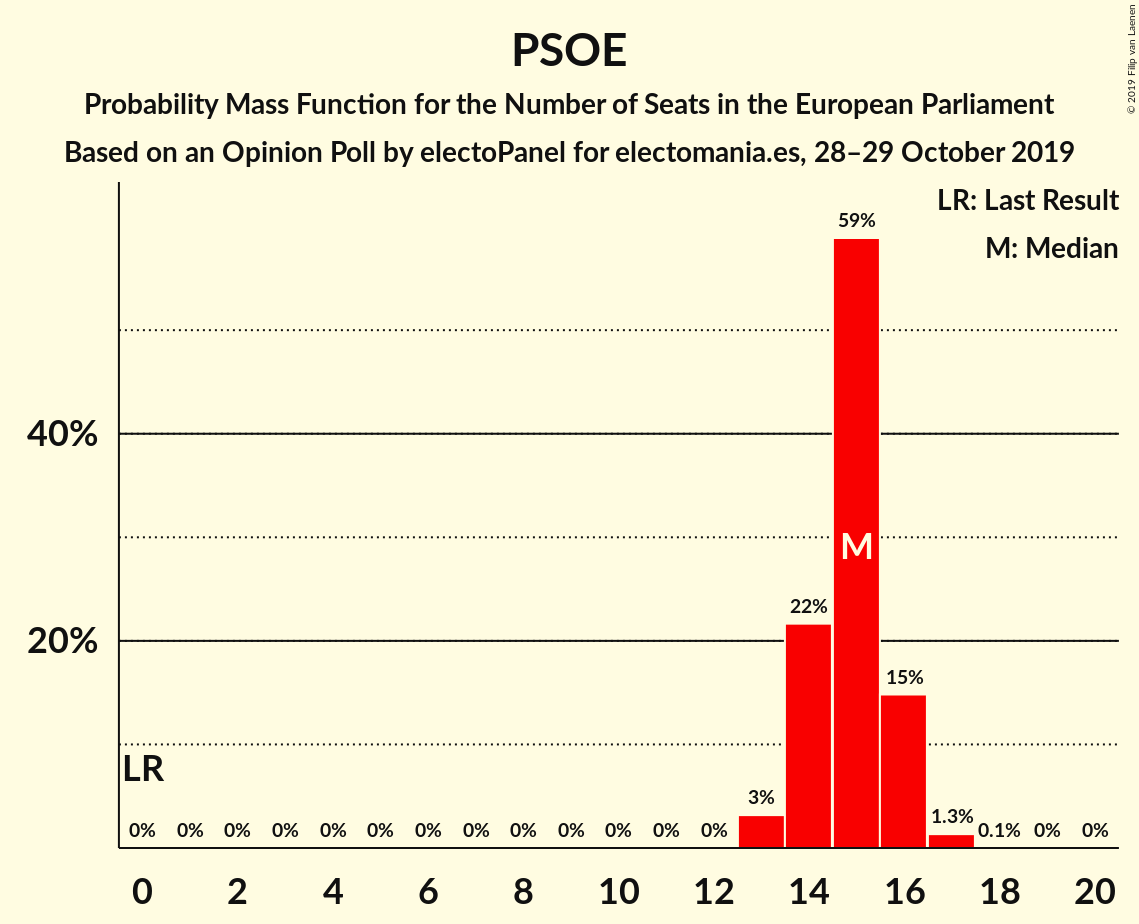 PSOE
Probability Mass Function for the Number of Seats in the European Parliament
Based on an Opinion Poll by electoPanel for electomania.es, 28–29 October 2019
© 2019 Filip van Laenen
LR: Last Result
M: Median
59%
40%
M
22%
20%
15%
LR
3%
1.3%
0% 0% 0% 0% 0% 0% 0% 0% 0% 0% 0% 0% 0% 0.1% 0% 0%
0 2 4 6 8 10 12 14 16 18 20